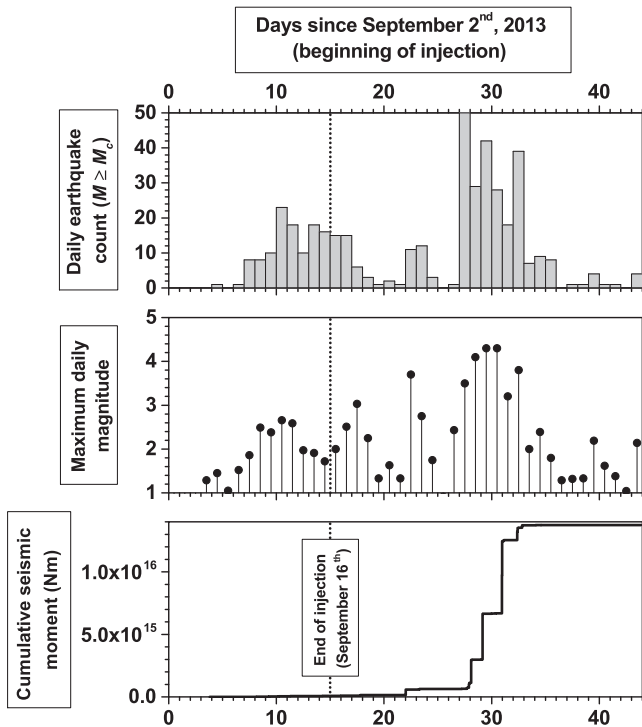 Days since September 2nd, 2013
(beginning of injection)
0 10 20 30 40
Daily earthquake
count (M ≥ Mc)
50
40
30
20
10
0
Maximum daily
magnitude
5
4
3
2
1
Cumulative seismic
moment (Nm)
1.0x10^16
5.0x10^15
0.0
End of injection
(September 16th)
0 10 20 30 40